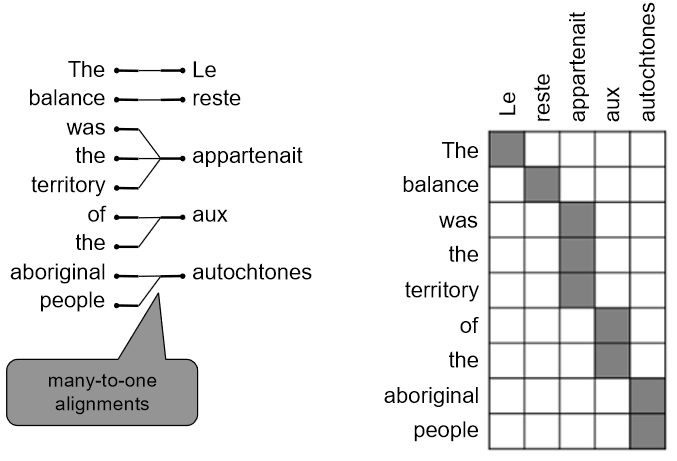 The Le
balance reste
was
the appartenait
territory
of aux
the
aboriginal autochtones
people
many-to-one
alignments
Le reste appartenait aux autochtones
The
balance
was
the
territory
of
the
aboriginal
people